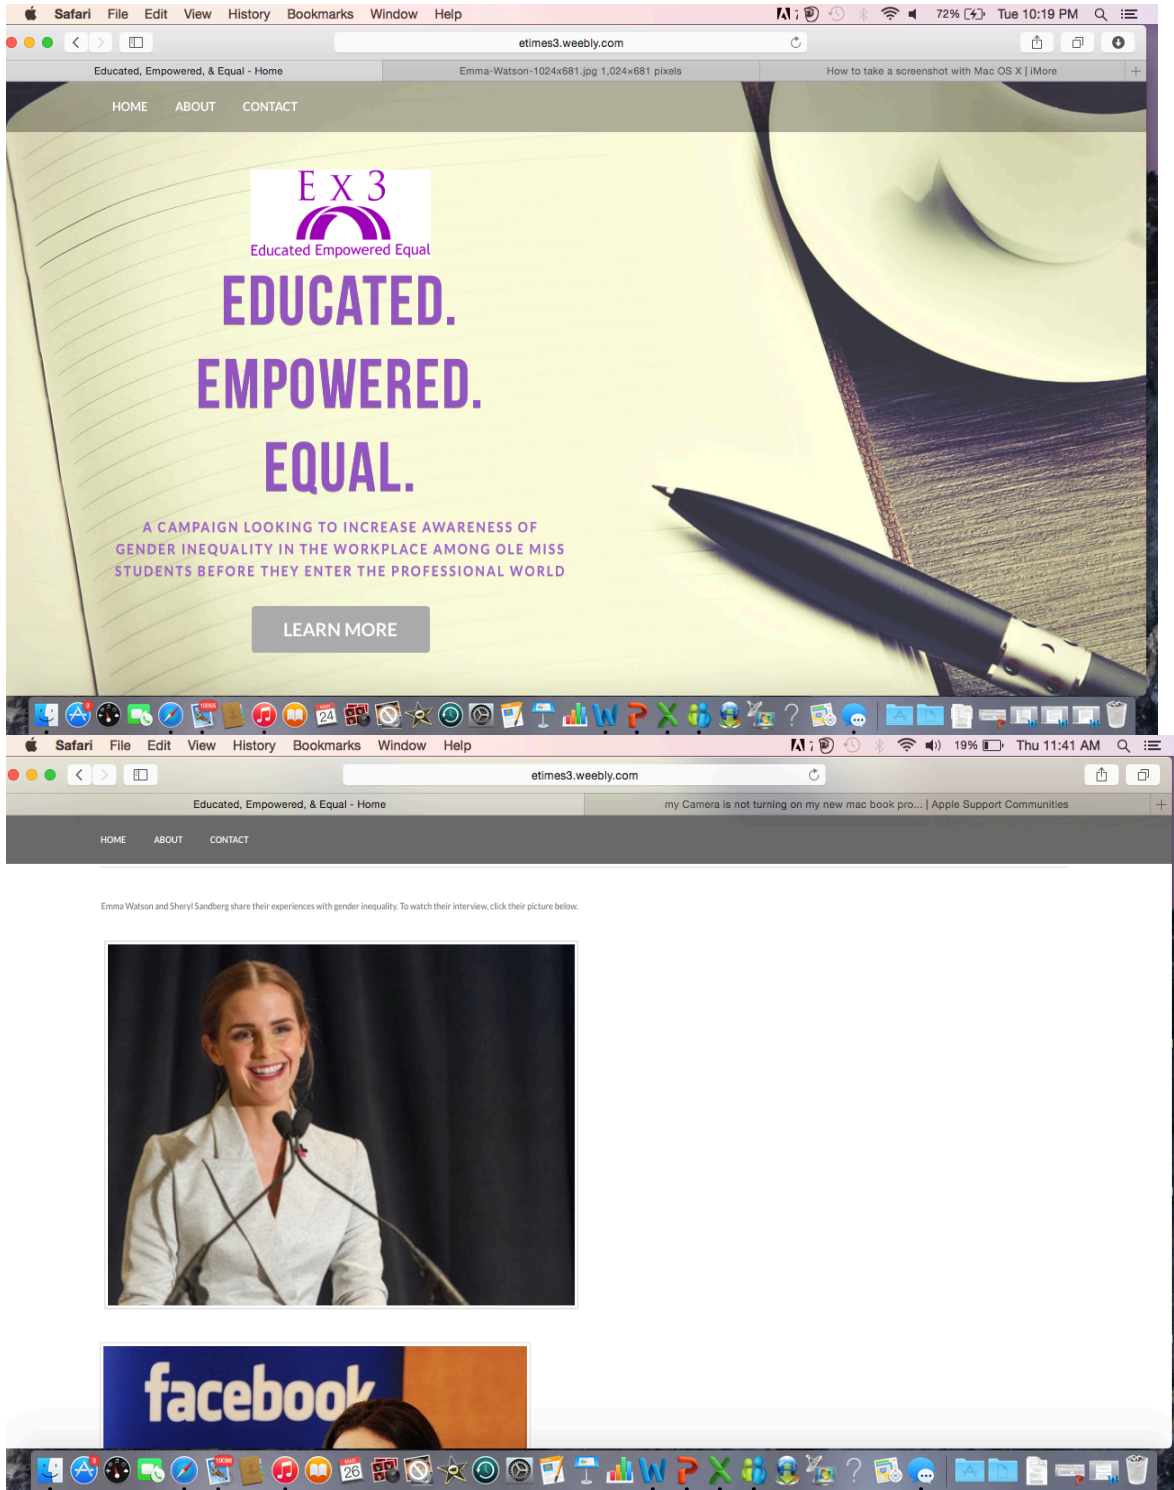 Safari File Edit View History Bookmarks Window Help 72% Tue 10:19 PM
etimes3.weebly.com
Educated, Empowered, & Equal - Home Emma-Watson-1024x681.jpg 1,024×681 pixels How to take a screenshot with Mac OS X | iMore
HOME ABOUT CONTACT
E x 3
Educated Empowered Equal
EDUCATED.
EMPOWERED.
EQUAL.
A CAMPAIGN LOOKING TO INCREASE AWARENESS OF
GENDER INEQUALITY IN THE WORKPLACE AMONG OLE MISS
STUDENTS BEFORE THEY ENTER THE PROFESSIONAL WORLD
LEARN MORE
24
Safari File Edit View History Bookmarks Window Help 19% Thu 11:41 AM
etimes3.weebly.com
Educated, Empowered, & Equal - Home my Camera is not turning on my new mac book pro... | Apple Support Communities
HOME ABOUT CONTACT
Emma Watson and Sheryl Sandberg share their experiences with gender inequality. To watch their interview, click their picture below.
facebook
26